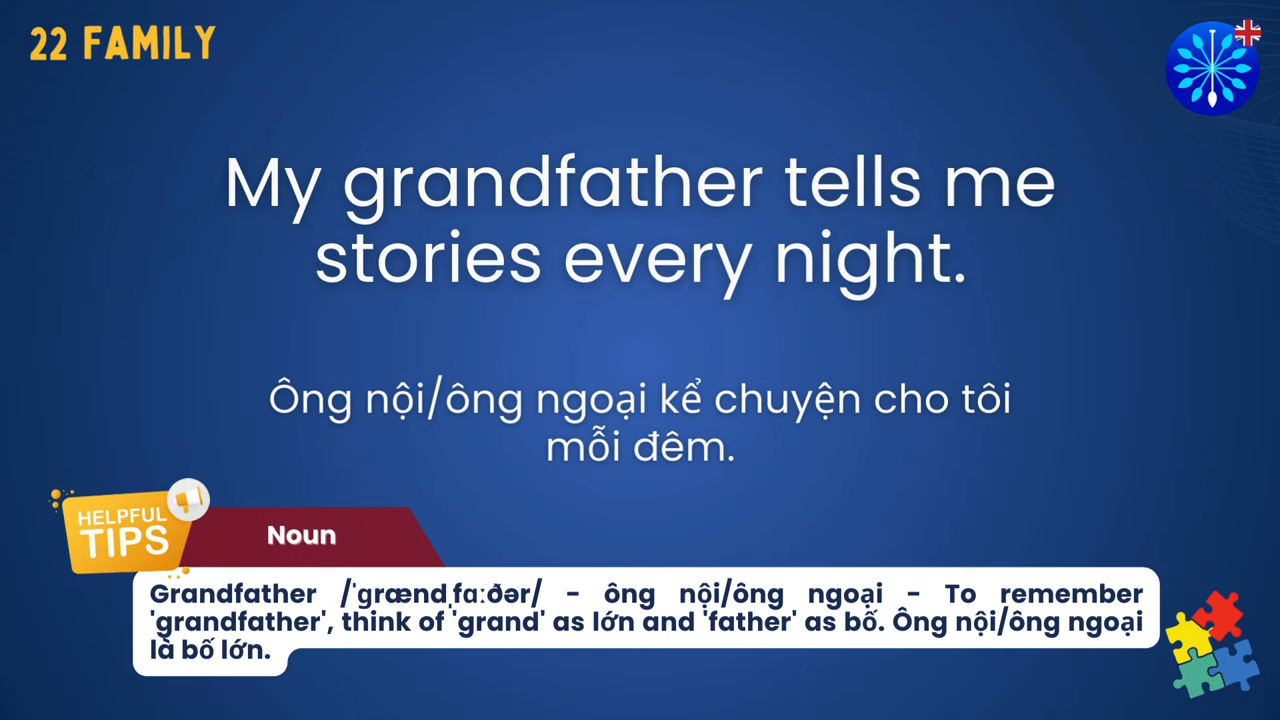 22 FAMILY
My grandfather tells me
stories every night.
Ông nội/ông ngoại kể chuyện cho tôi
mỗi đêm.
HELPFUL
TIPS
Noun
Grandfather /ˈɡrændˌfɑːðər/ - ông nội/ông ngoại - To remember
'grandfather', think of 'grand' as lớn and 'father' as bố. Ông nội/ông ngoại
là bố lớn.